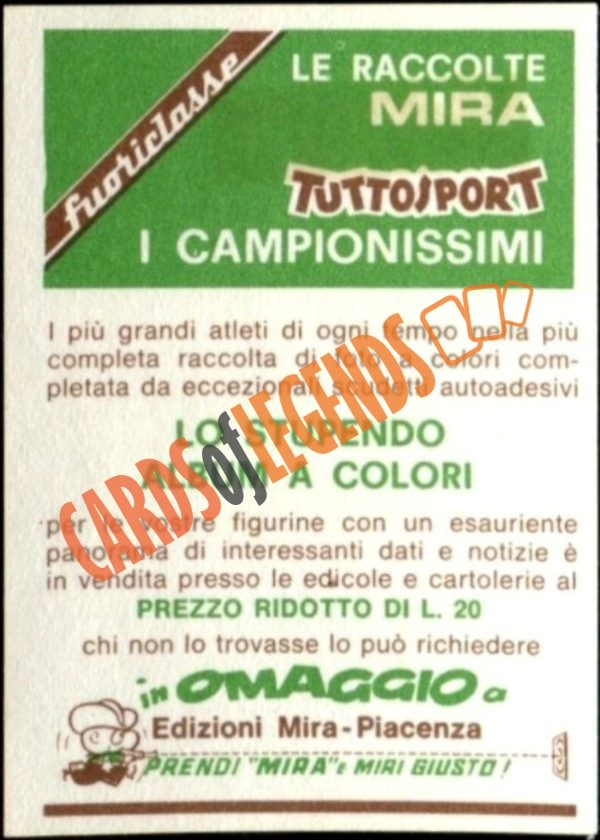 fuoriclasse
LE RACCOLTE
MIRA
TUTTOSPORT
I CAMPIONISSIMI
I più grandi atleti di ogni tempo nella più
completa raccolta di foto a colori com-
pletata da eccezionali scudetti autoadesivi
LO STUPENDO
ALBUM A COLORI
per le vostre figurine con un esauriente
panorama di interessanti dati e notizie è
in vendita presso le edicole e cartolerie al
PREZZO RIDOTTO DI L. 20
chi non lo trovasse lo può richiedere
in OMAGGIO a
Edizioni Mira-Piacenza
PRENDI "MIRA" e MIRI GIUSTO!
CARDS of LEGENDS